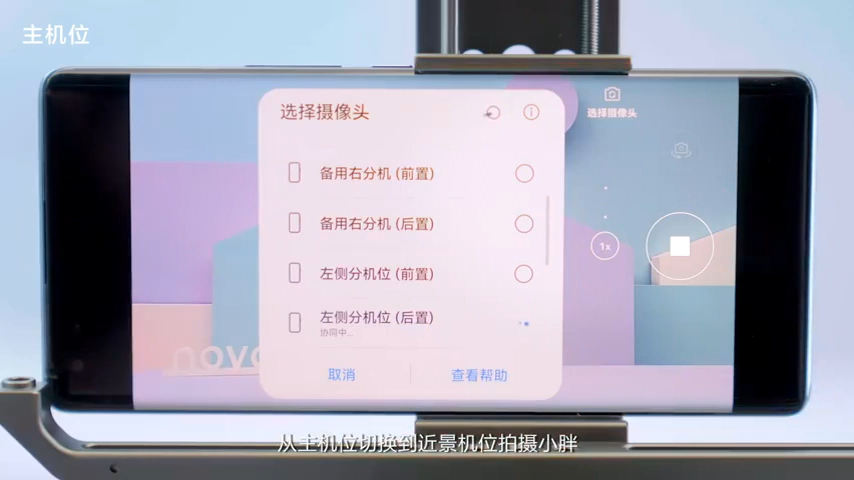 主机位
选择摄像头
选择摄像头
备用右分机 (前置)
备用右分机 (后置)
1x
左侧分机位 (前置)
左侧分机位 (后置)
协同中...
nova
取消
查看帮助
从主机位切换到近景机位拍摄小胖